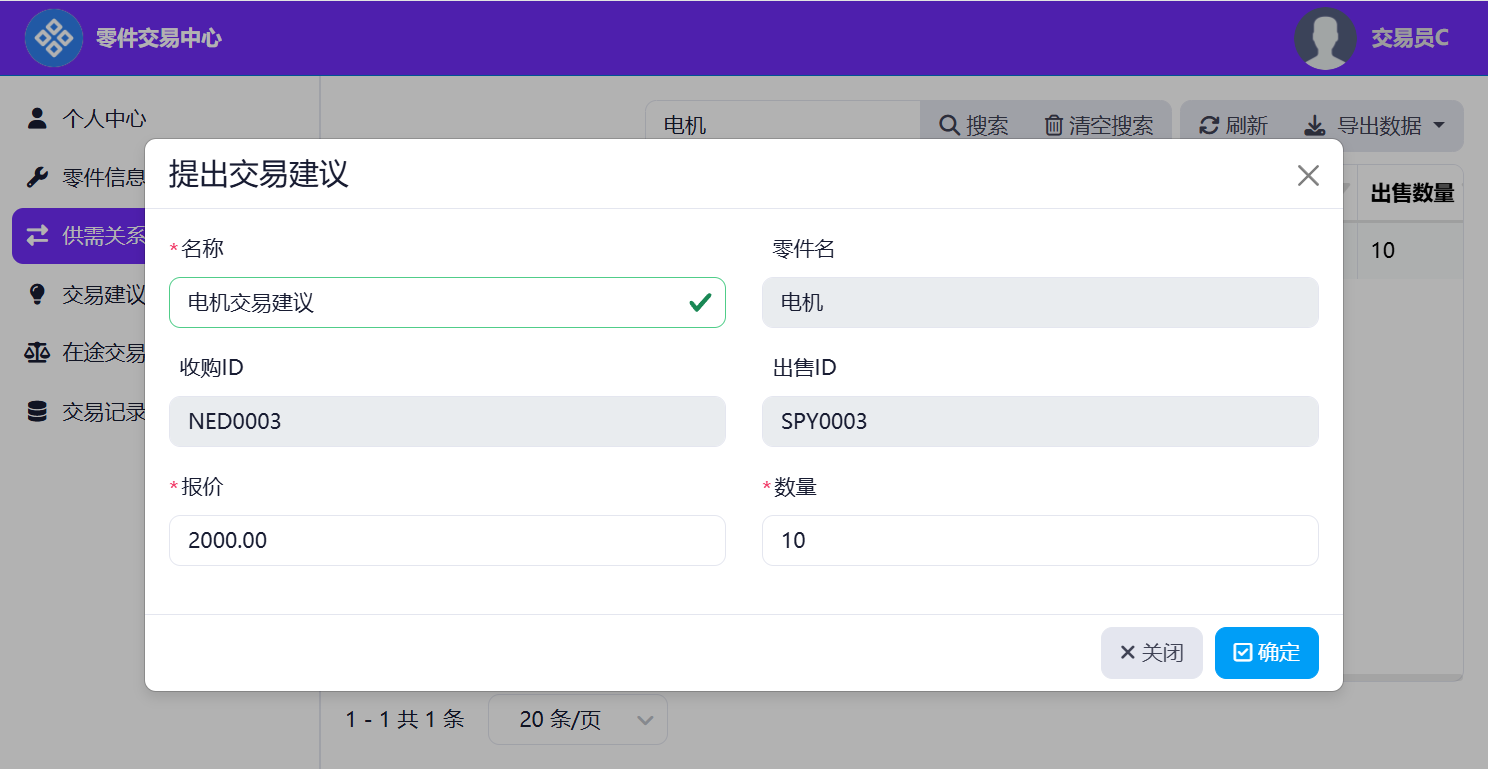 零件交易中心
交易员C
个人中心
电机
搜索
清空搜索
刷新
导出数据
零件信息
提出交易建议
出售数量
供需关系
*名称
零件名
10
交易建议
电机交易建议
电机
在途交易
收购ID
出售ID
交易记录
NED0003
SPY0003
*报价
*数量
2000.00
10
关闭
确定
1 - 1 共 1 条
20 条/页